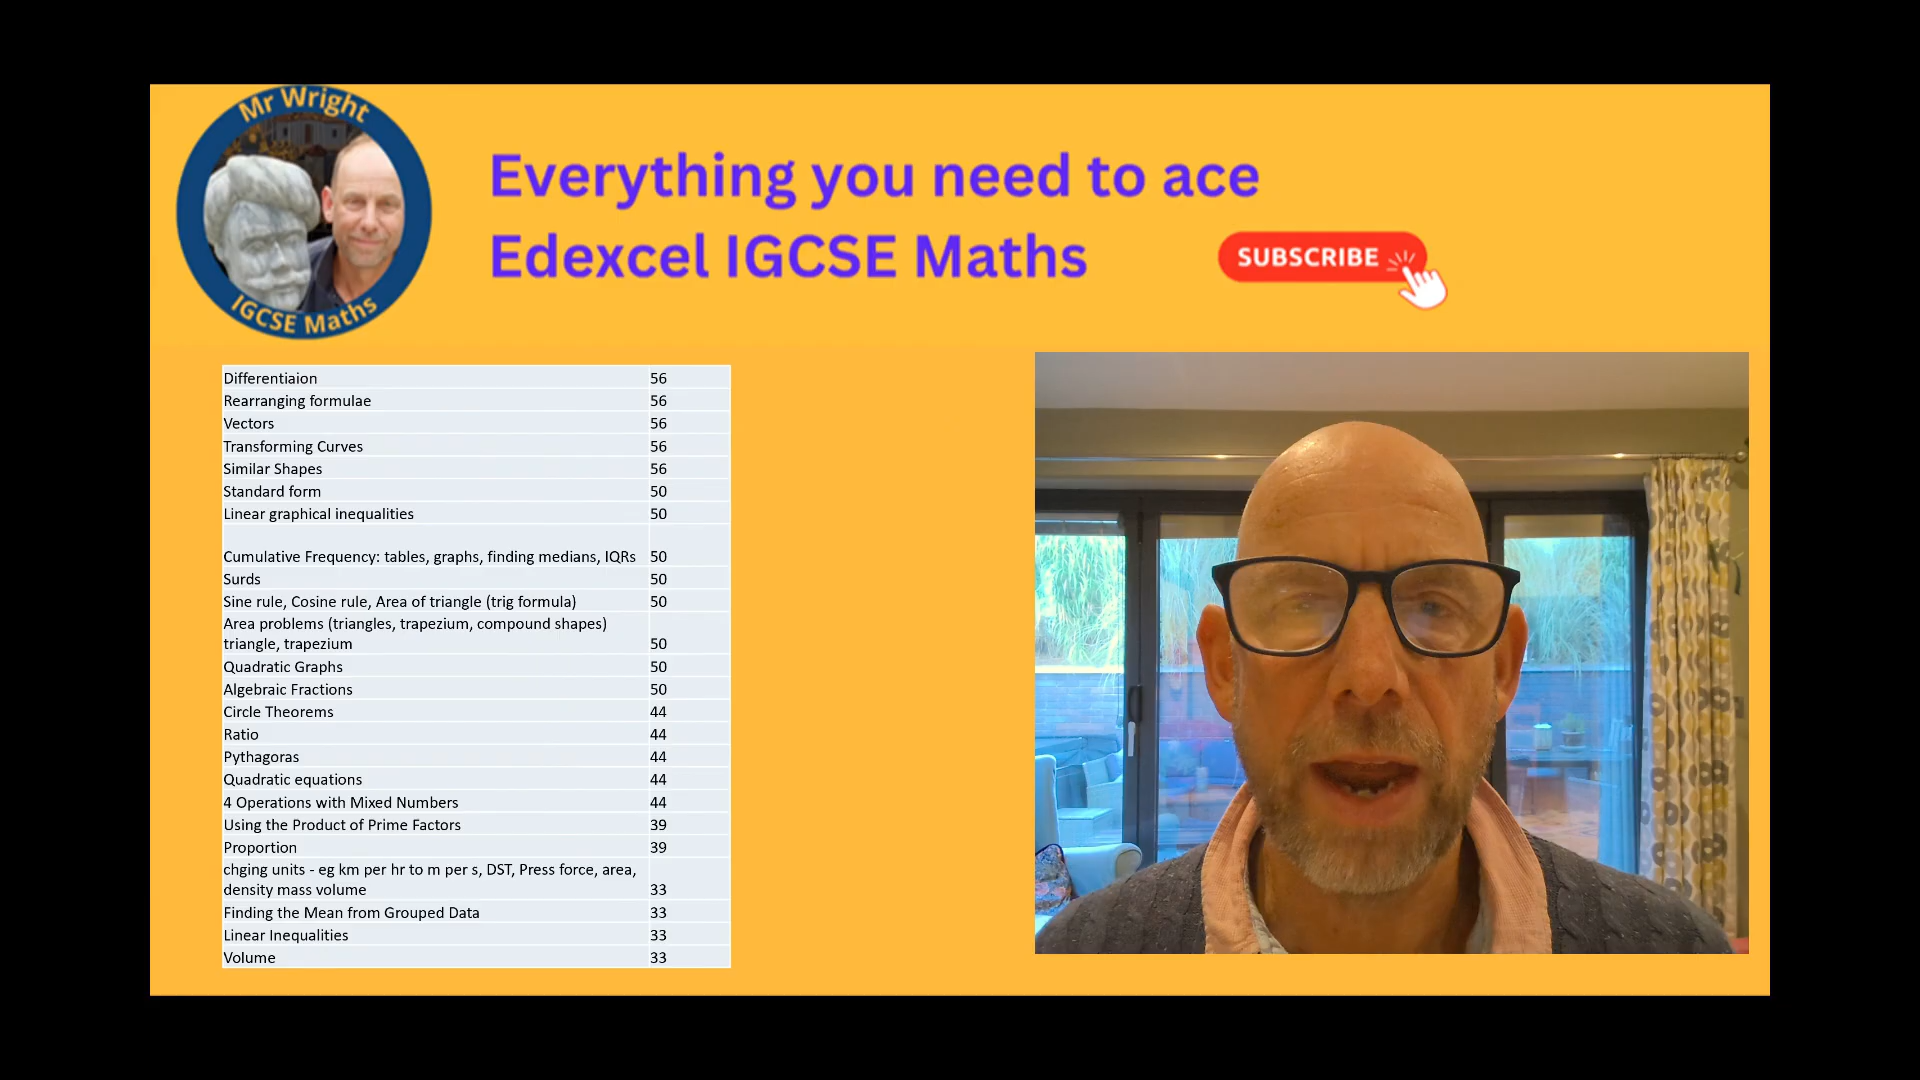 Mr Wright
IGCSE Maths
Everything you need to ace
Edexcel IGCSE Maths
SUBSCRIBE
Differentiaion 56
Rearranging formulae 56
Vectors 56
Transforming Curves 56
Similar Shapes 56
Standard form 50
Linear graphical inequalities 50
Cumulative Frequency: tables, graphs, finding medians, IQRs 50
Surds 50
Sine rule, Cosine rule, Area of triangle (trig formula) 50
Area problems (triangles, trapezium, compound shapes)
triangle, trapezium 50
Quadratic Graphs 50
Algebraic Fractions 50
Circle Theorems 44
Ratio 44
Pythagoras 44
Quadratic equations 44
4 Operations with Mixed Numbers 44
Using the Product of Prime Factors 39
Proportion 39
chging units - eg km per hr to m per s, DST, Press force, area,
density mass volume 33
Finding the Mean from Grouped Data 33
Linear Inequalities 33
Volume 33